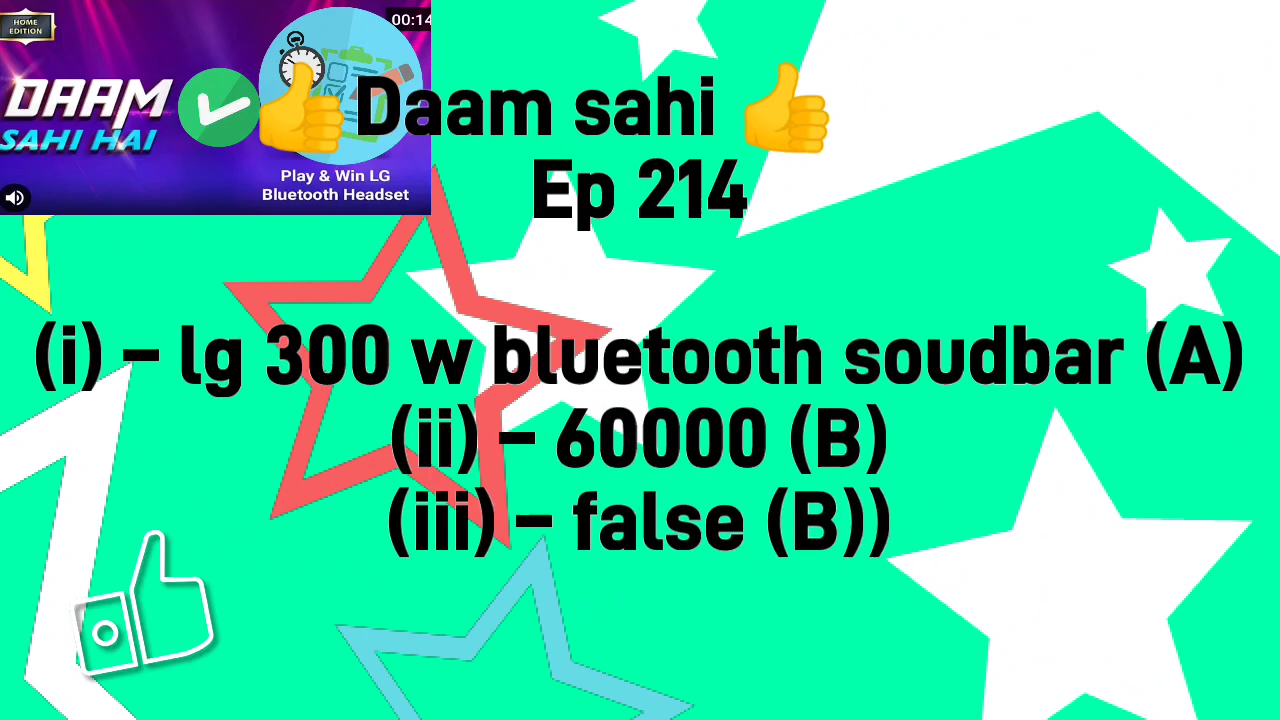 HOME
EDITION
00:14
DAAM
SAHI HAI
Play & Win LG
Bluetooth Headset
👍Daam sahi 👍
Ep 214
(i) – lg 300 w bluetooth soudbar (A)
(ii) – 60000 (B)
(iii) – false (B))